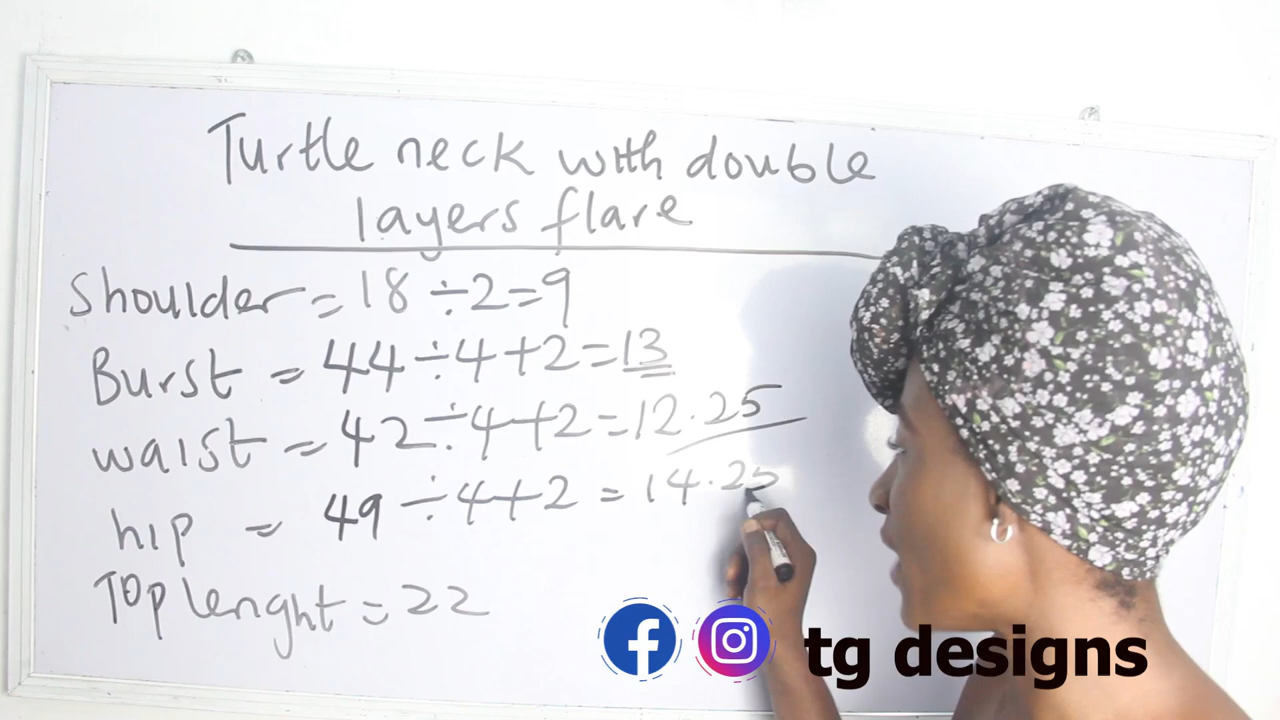 Turtle neck with double
layers flare
Shoulder = 18 ÷ 2 = 9
Burst = 44 ÷ 4 + 2 = 13
waist = 42 ÷ 4 + 2 = 12.25
hip = 49 ÷ 4 + 2 = 14.25
Top lenght = 22
tg designs